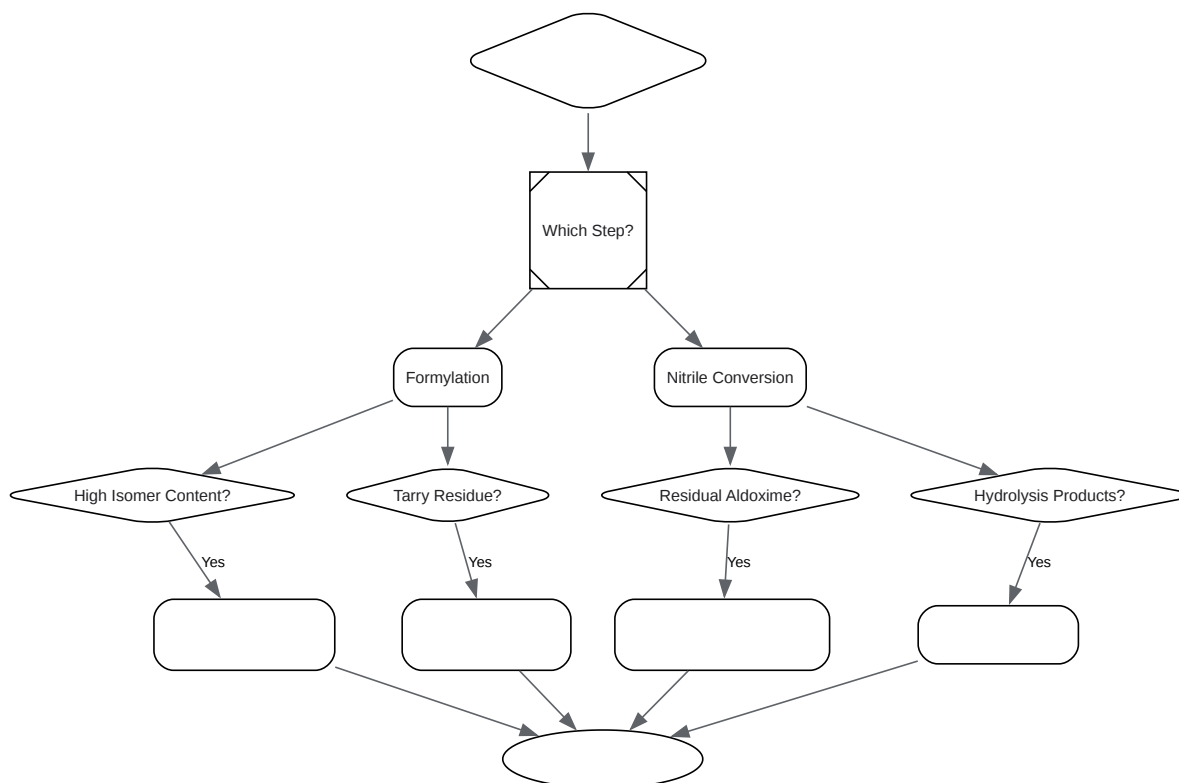 Which Step?
Formylation
Nitrile Conversion
High Isomer Content?
Tarry Residue?
Residual Aldoxime?
Hydrolysis Products?
Yes
Yes
Yes
Yes